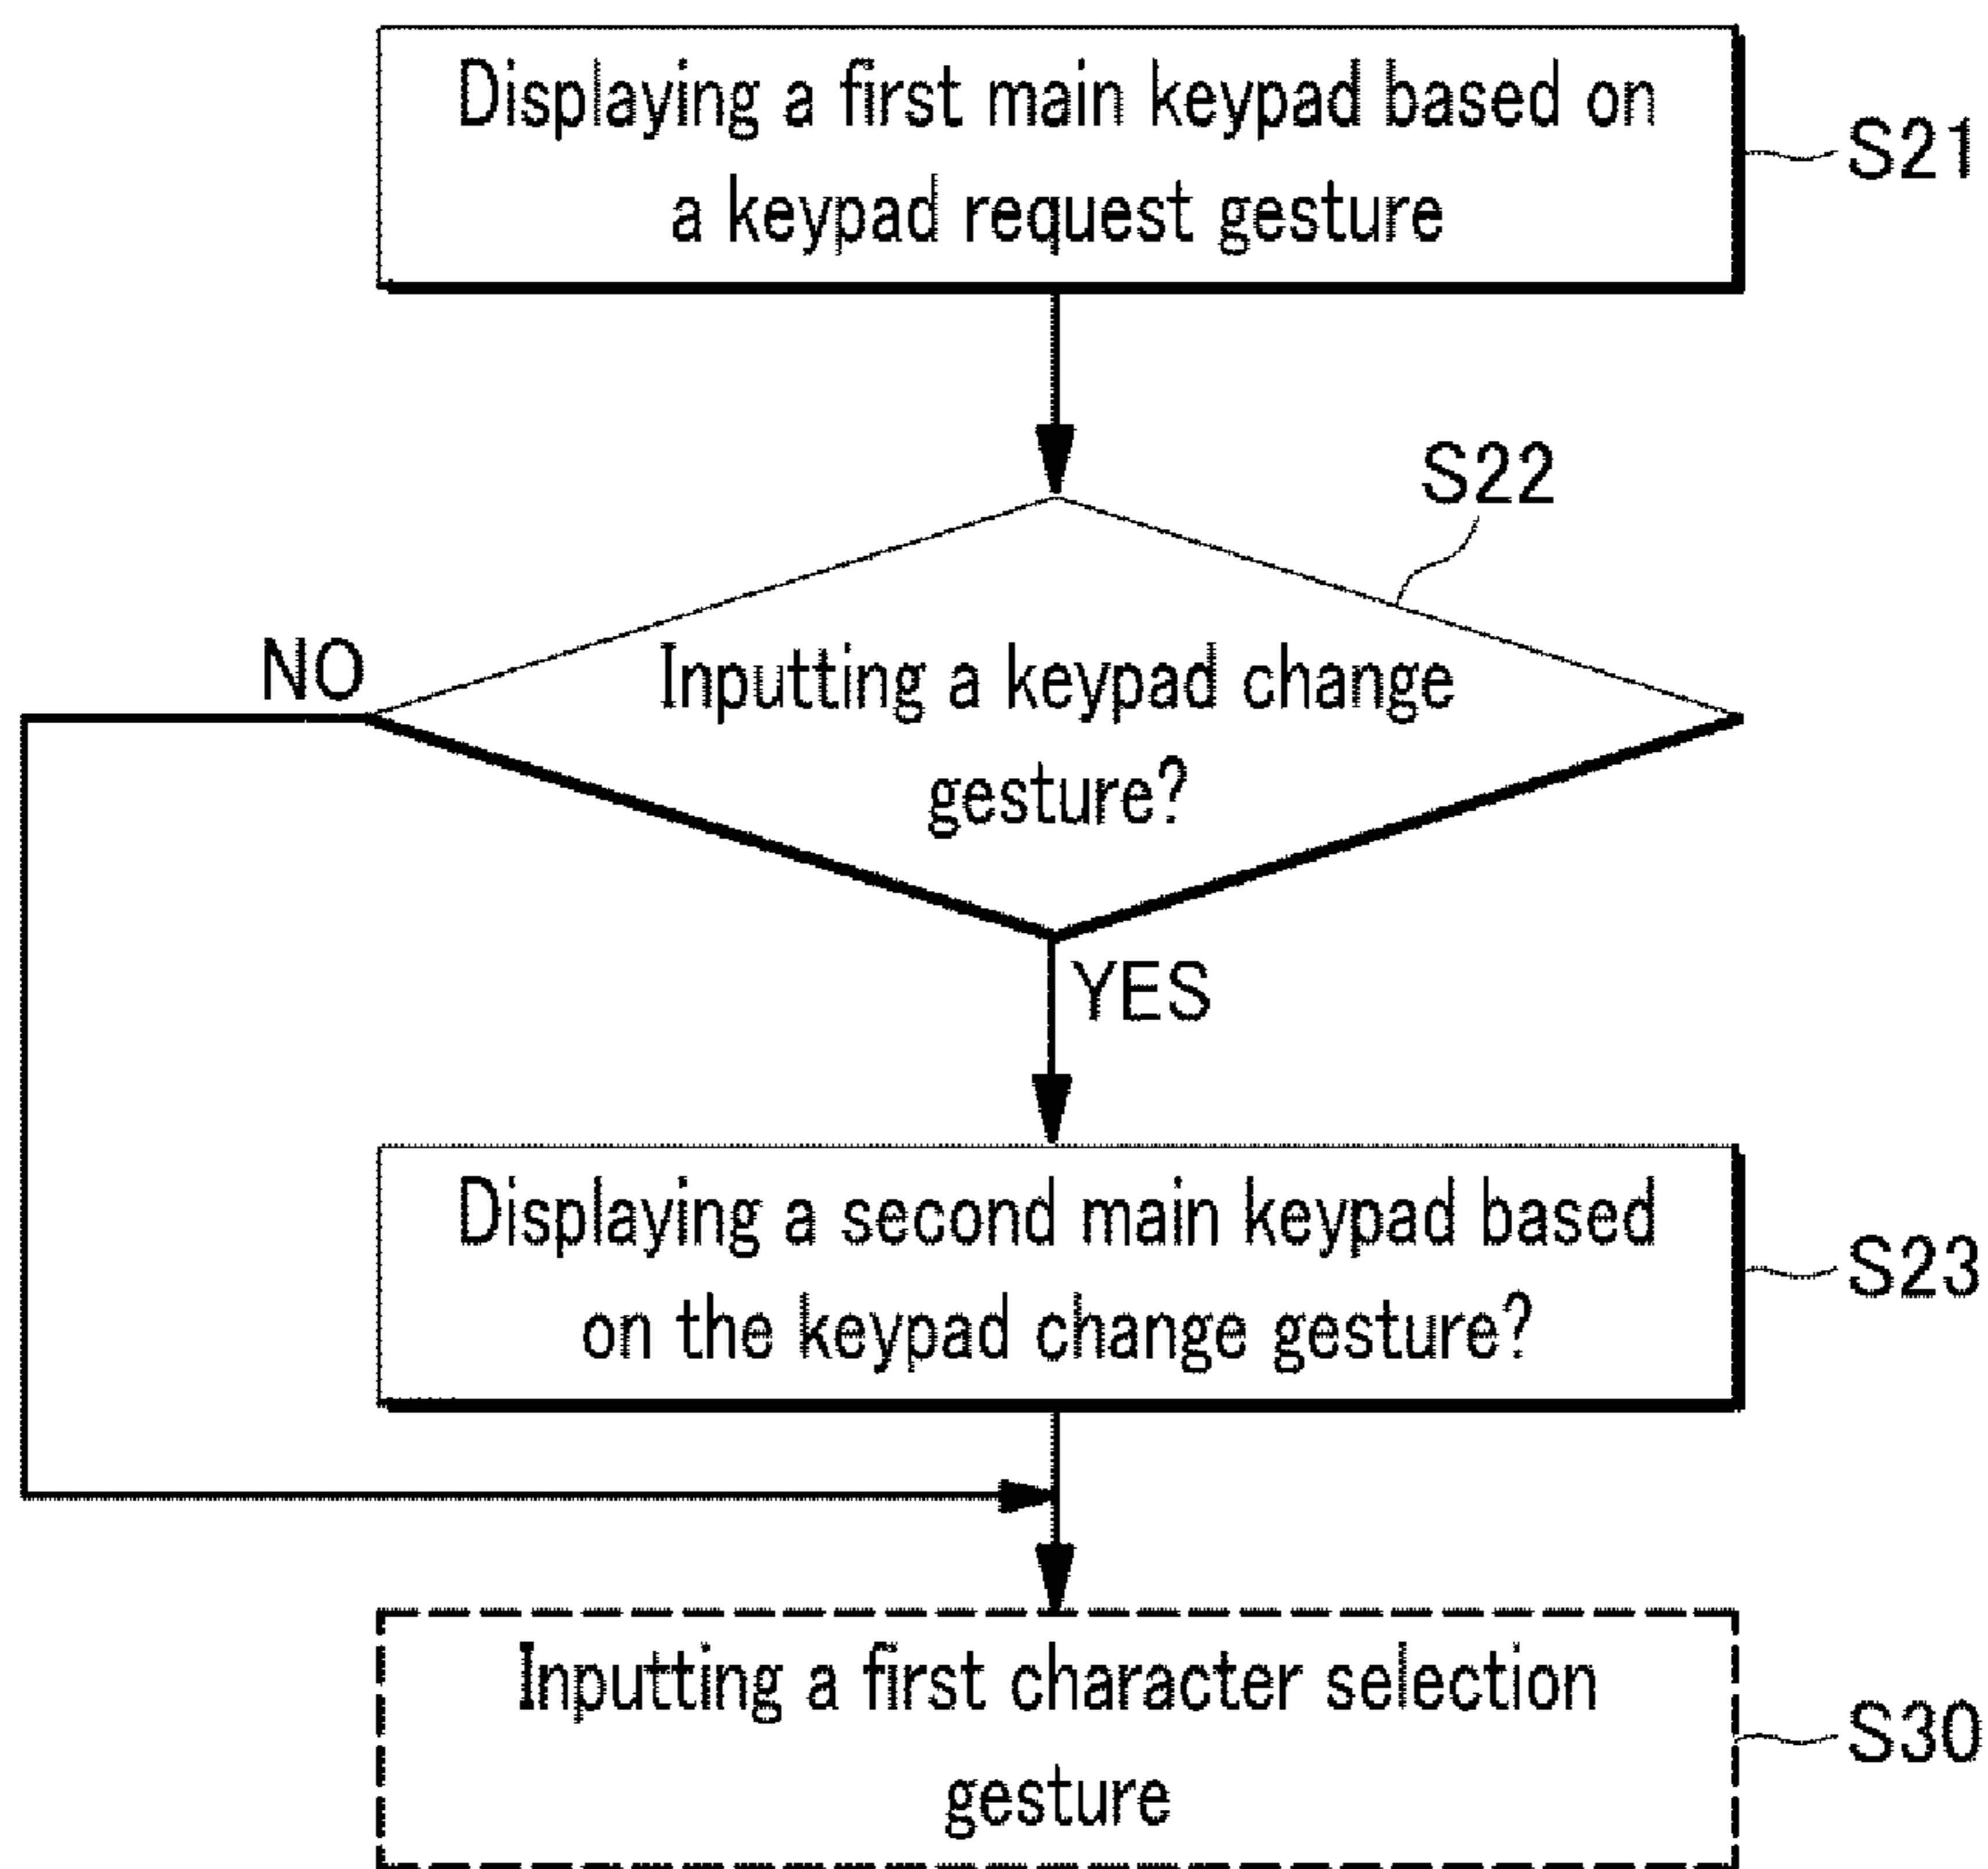 Displaying a first main keypad based on
a keypad request gesture
S21
S22
NO
Inputting a keypad change
gesture?
YES
Displaying a second main keypad based
on the keypad change gesture?
S23
Inputting a first character selection
gesture
S30